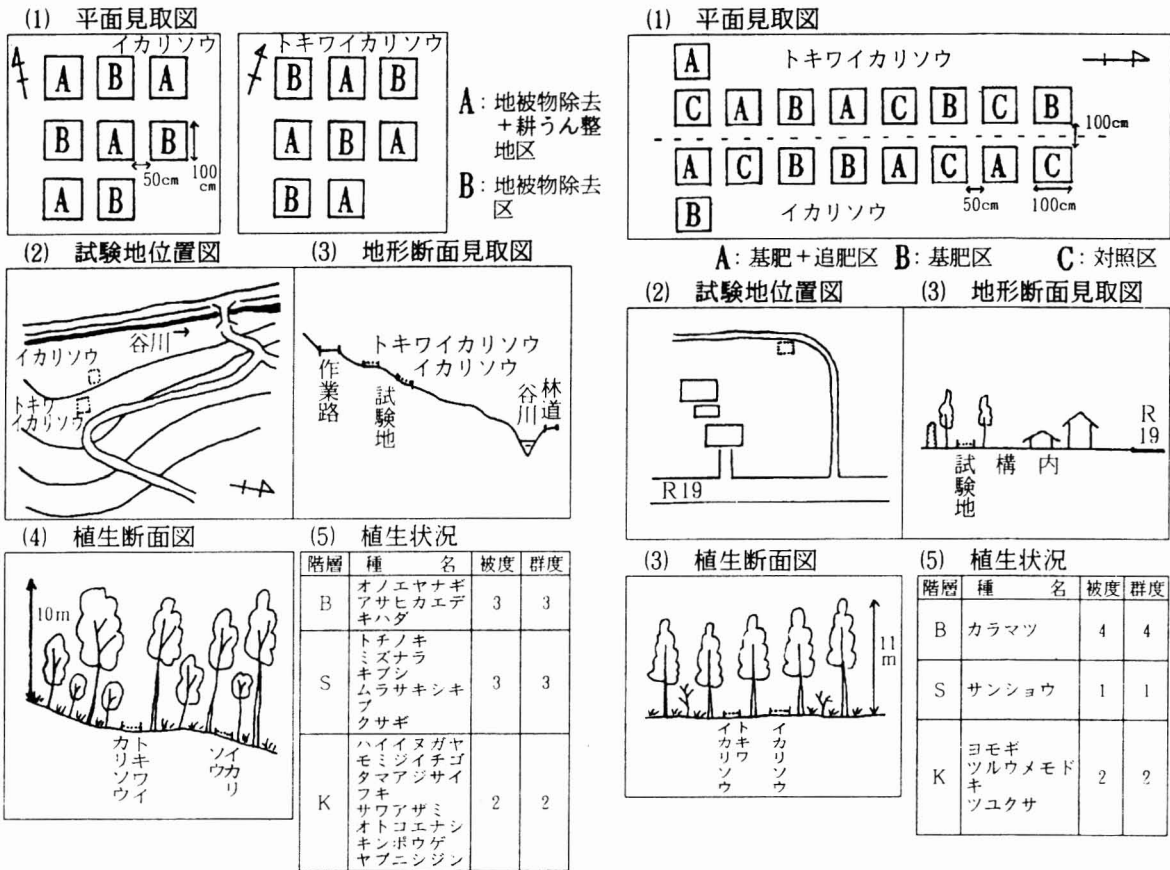 (1) 平面見取図
イカリソウ
A B A
B A B
A B
50cm
100
cm
トキワイカリソウ
B A B
A B A
B A
A: 地被物除去
+耕うん整
地区
B: 地被物除去
区
(2) 試験地位置図
谷川→
イカリソウ
トキワ
イカリソウ
(3) 地形断面見取図
トキワイカリソウ
イカリソウ
作業路
試験地
谷川
林道
(4) 植生断面図
10m
トキワイ
カリソウ
イカリ
ソウ
(5) 植生状況
階層 種名 被度 群度
B オノエヤナギ 3 3
アサヒカエデ
キハダ
S トチノキ 3 3
ミズナラ
キブシ
ムラサキシキ
ブ
クサギ
K ハイイヌガヤ 2 2
モミジイチゴ
タマアジサイ
フキ
サワアザミ
オトコエナシ
キンポウゲ
ヤブニシジン
(1) 平面見取図
トキワイカリソウ
A
C A B A C B C B
100cm
A C B B A C A C
B
イカリソウ
50cm 100cm
A: 基肥+追肥区 B: 基肥区 C: 対照区
(2) 試験地位置図
R19
(3) 地形断面見取図
R
19
試験地
構内
(3) 植生断面図
11
m
トキワ
イカリソウ
イカリソウ
(5) 植生状況
階層 種名 被度 群度
B カラマツ 4 4
S サンショウ 1 1
K ヨモギ 2 2
ツルウメモド
キ
ツユクサ